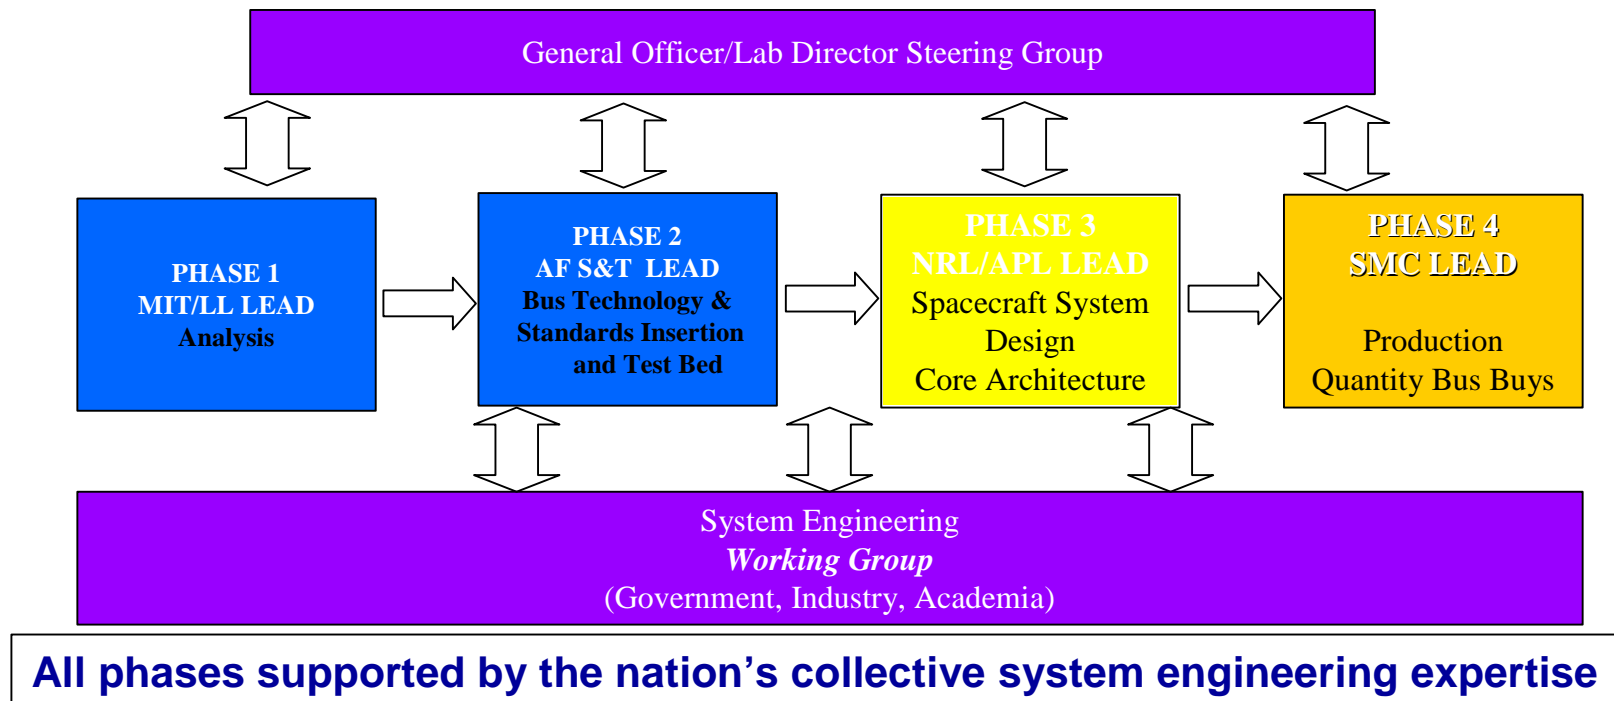 General Officer/Lab Director Steering Group
PHASE 1
MIT/LL LEAD
Analysis
PHASE 2
AF S&T LEAD
Bus Technology &
Standards Insertion
and Test Bed
PHASE 3
NRL/APL LEAD
Spacecraft System
Design
Core Architecture
PHASE 4
SMC LEAD
Production
Quantity Bus Buys
System Engineering
Working Group
(Government, Industry, Academia)
All phases supported by the nation’s collective system engineering expertise